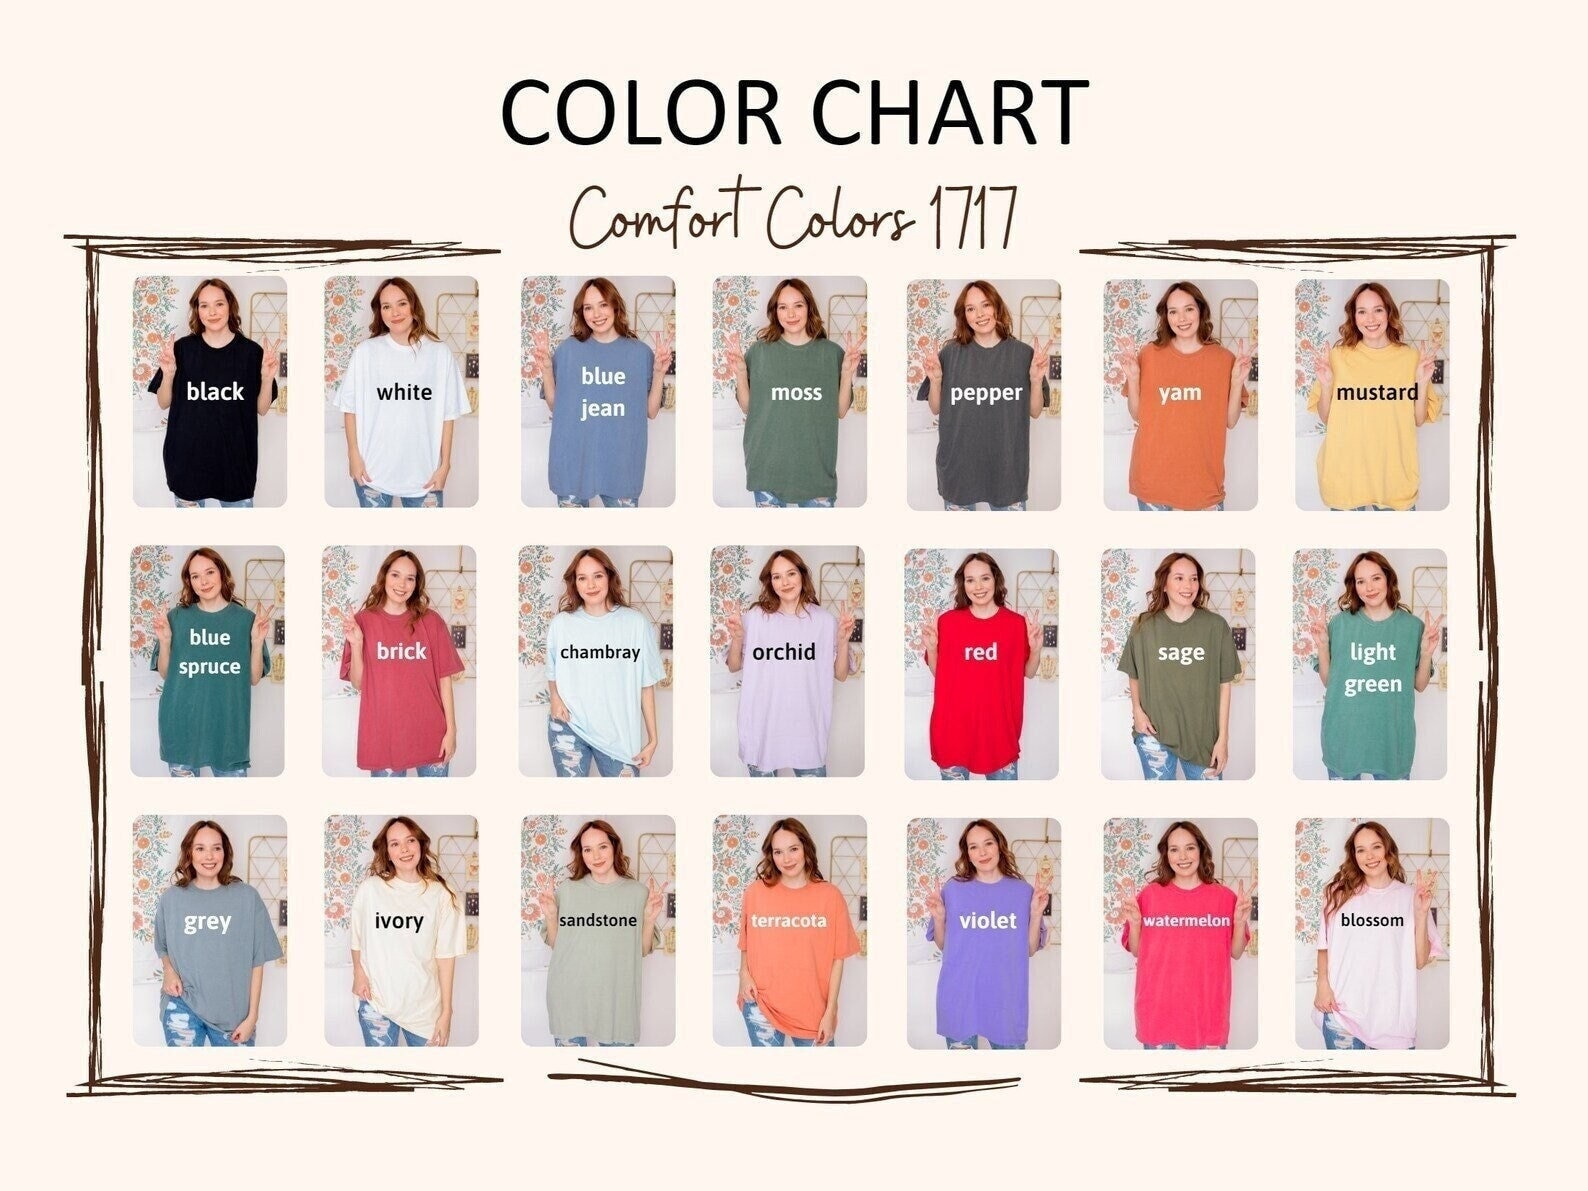 COLOR CHART
Comfort Colors 1717
black
white
blue
jean
moss
pepper
yam
mustard
blue
spruce
brick
chambray
orchid
red
sage
light
green
grey
ivory
sandstone
terracota
violet
watermelon
blossom